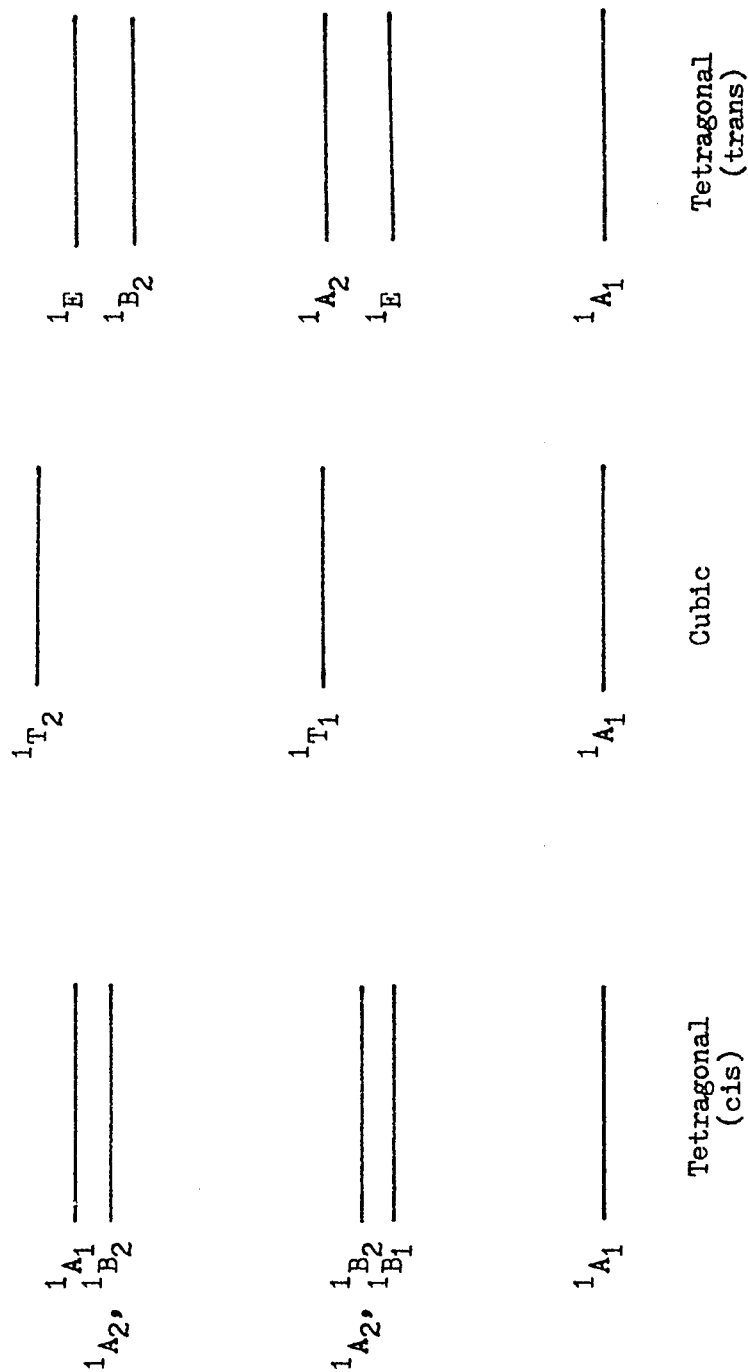 ¹A₁
¹A₂, ¹B₂
¹A₂, ¹B₂
¹B₁
¹A₁
Tetragonal
(cis)
¹T₂
¹T₁
¹A₁
Cubic
¹E
¹B₂
¹A₂
¹E
¹A₁
Tetragonal
(trans)